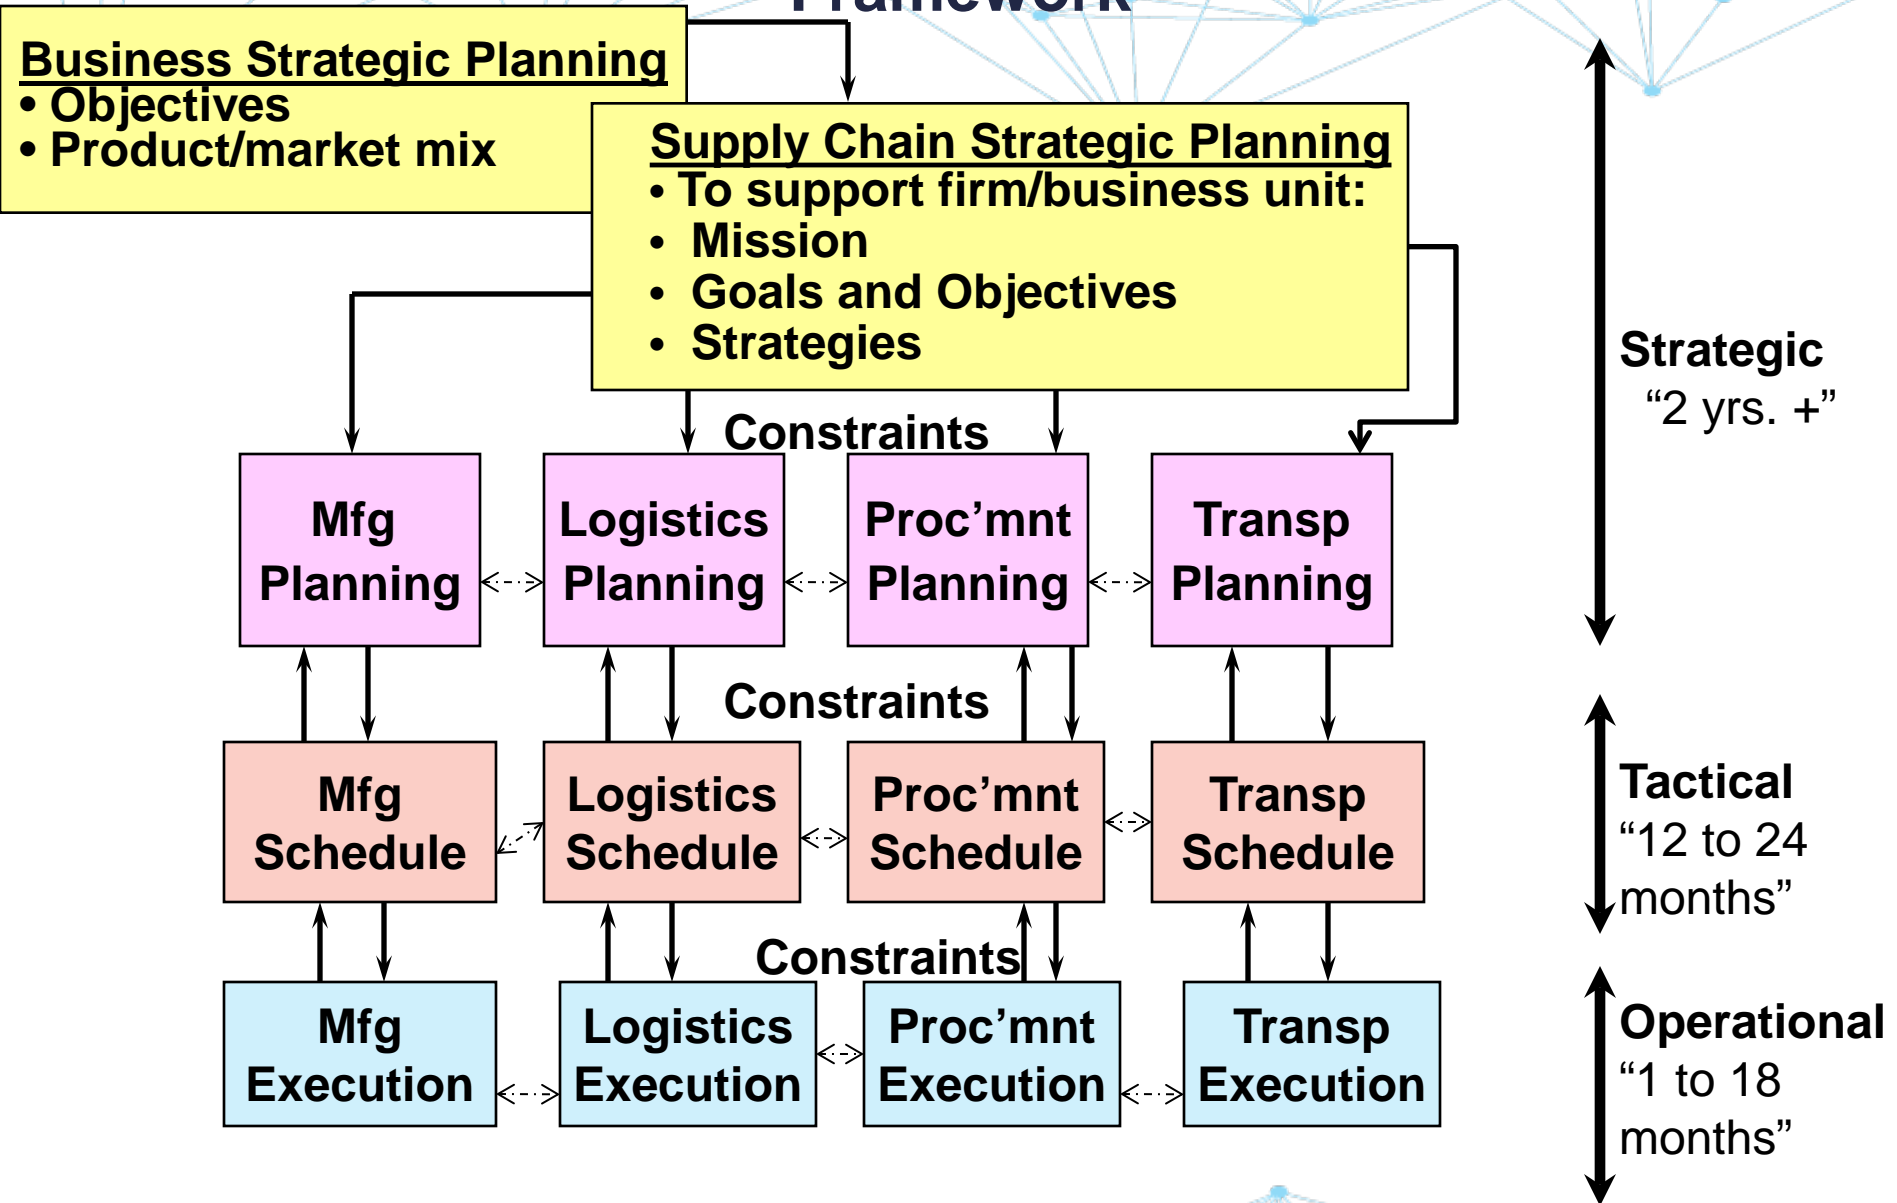 Framework
Business Strategic Planning
• Objectives
• Product/market mix
Supply Chain Strategic Planning
• To support firm/business unit:
• Mission
• Goals and Objectives
• Strategies
Strategic
“2 yrs. +”
Constraints
Mfg
Planning
Logistics
Planning
Proc’mnt
Planning
Transp
Planning
Constraints
Mfg
Schedule
Logistics
Schedule
Proc’mnt
Schedule
Transp
Schedule
Tactical
“12 to 24
months”
Constraints
Mfg
Execution
Logistics
Execution
Proc’mnt
Execution
Transp
Execution
Operational
“1 to 18
months”